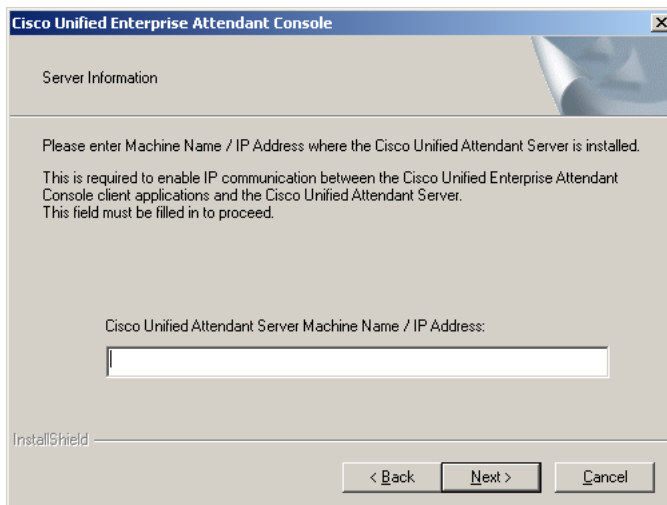 Cisco Unified Enterprise Attendant Console
Server Information
Please enter Machine Name / IP Address where the Cisco Unified Attendant Server is installed.
This is required to enable IP communication between the Cisco Unified Enterprise Attendant
Console client applications and the Cisco Unified Attendant Server.
This field must be filled in to proceed.
Cisco Unified Attendant Server Machine Name / IP Address:
InstallShield
< Back Next > Cancel